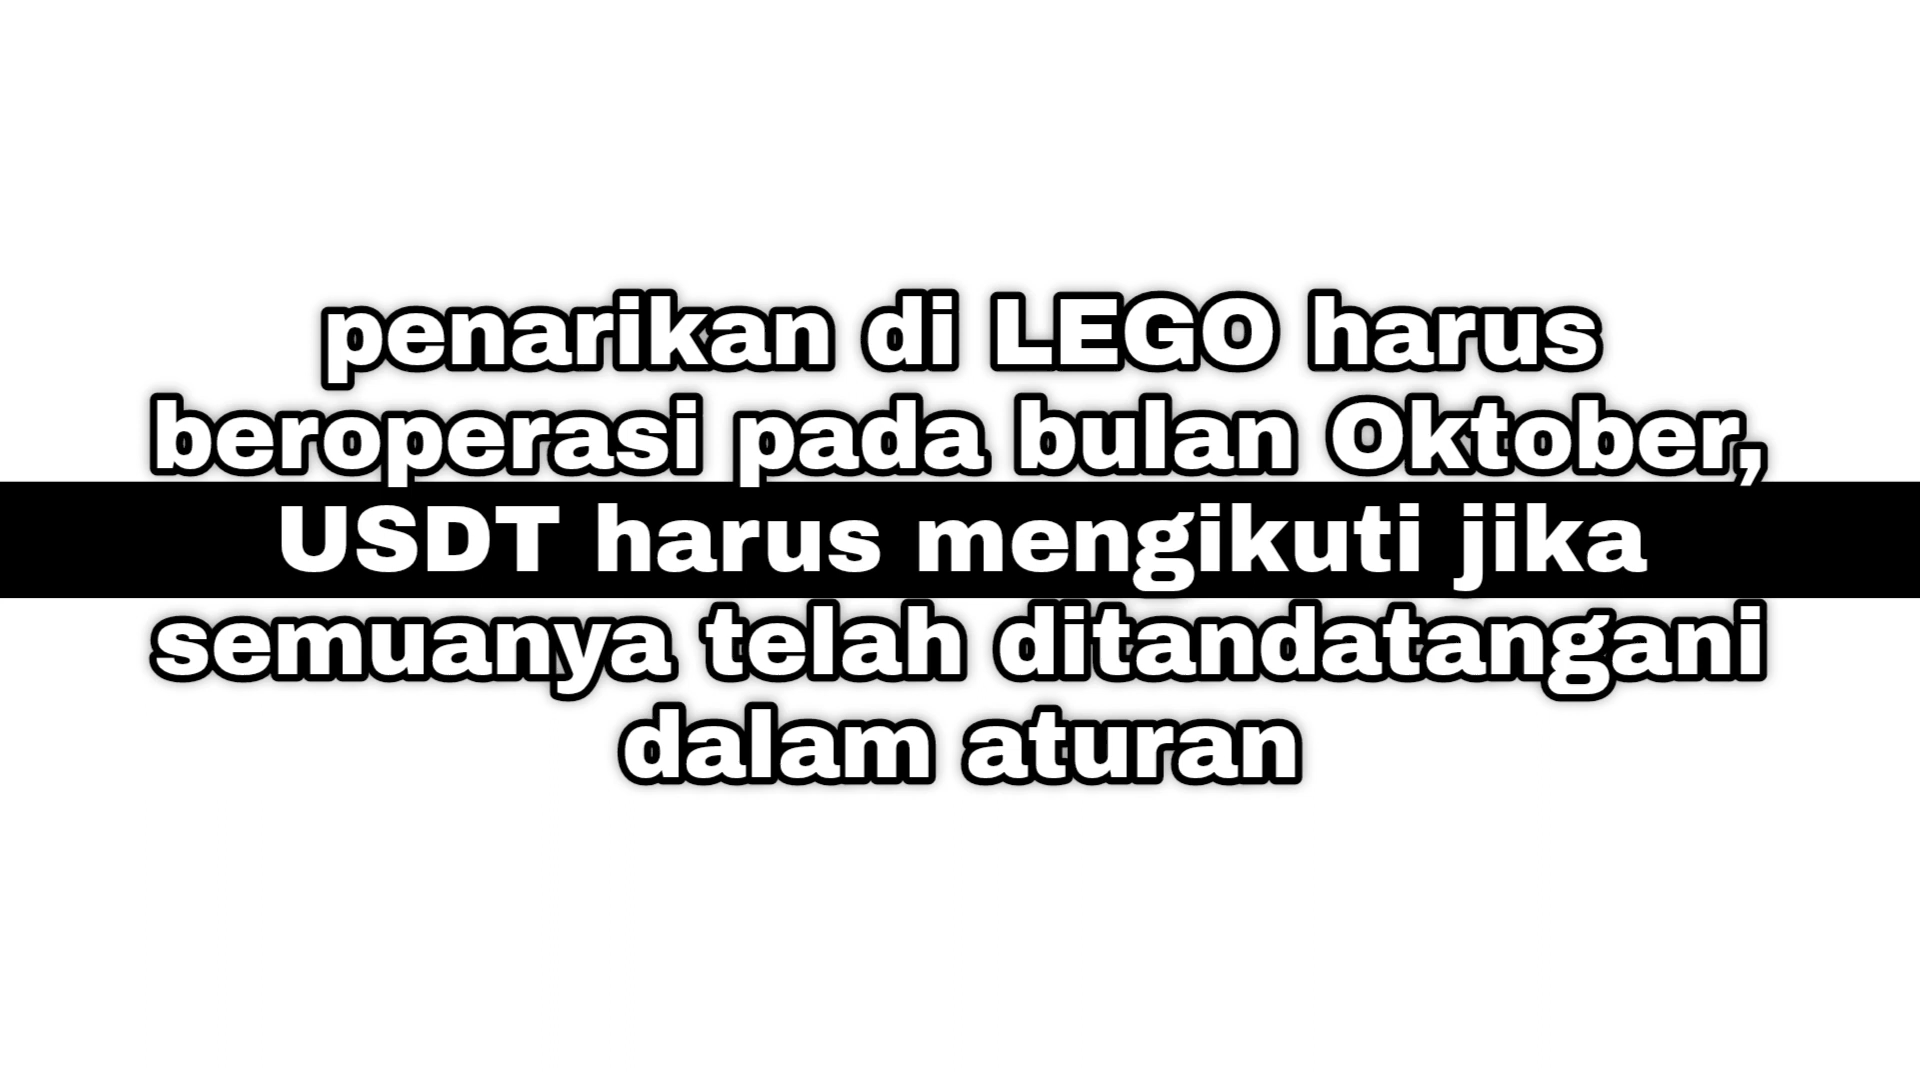 penarikan di LEGO harus
beroperasi pada bulan Oktober,
USDT harus mengikuti jika
semuanya telah ditandatangani
dalam aturan